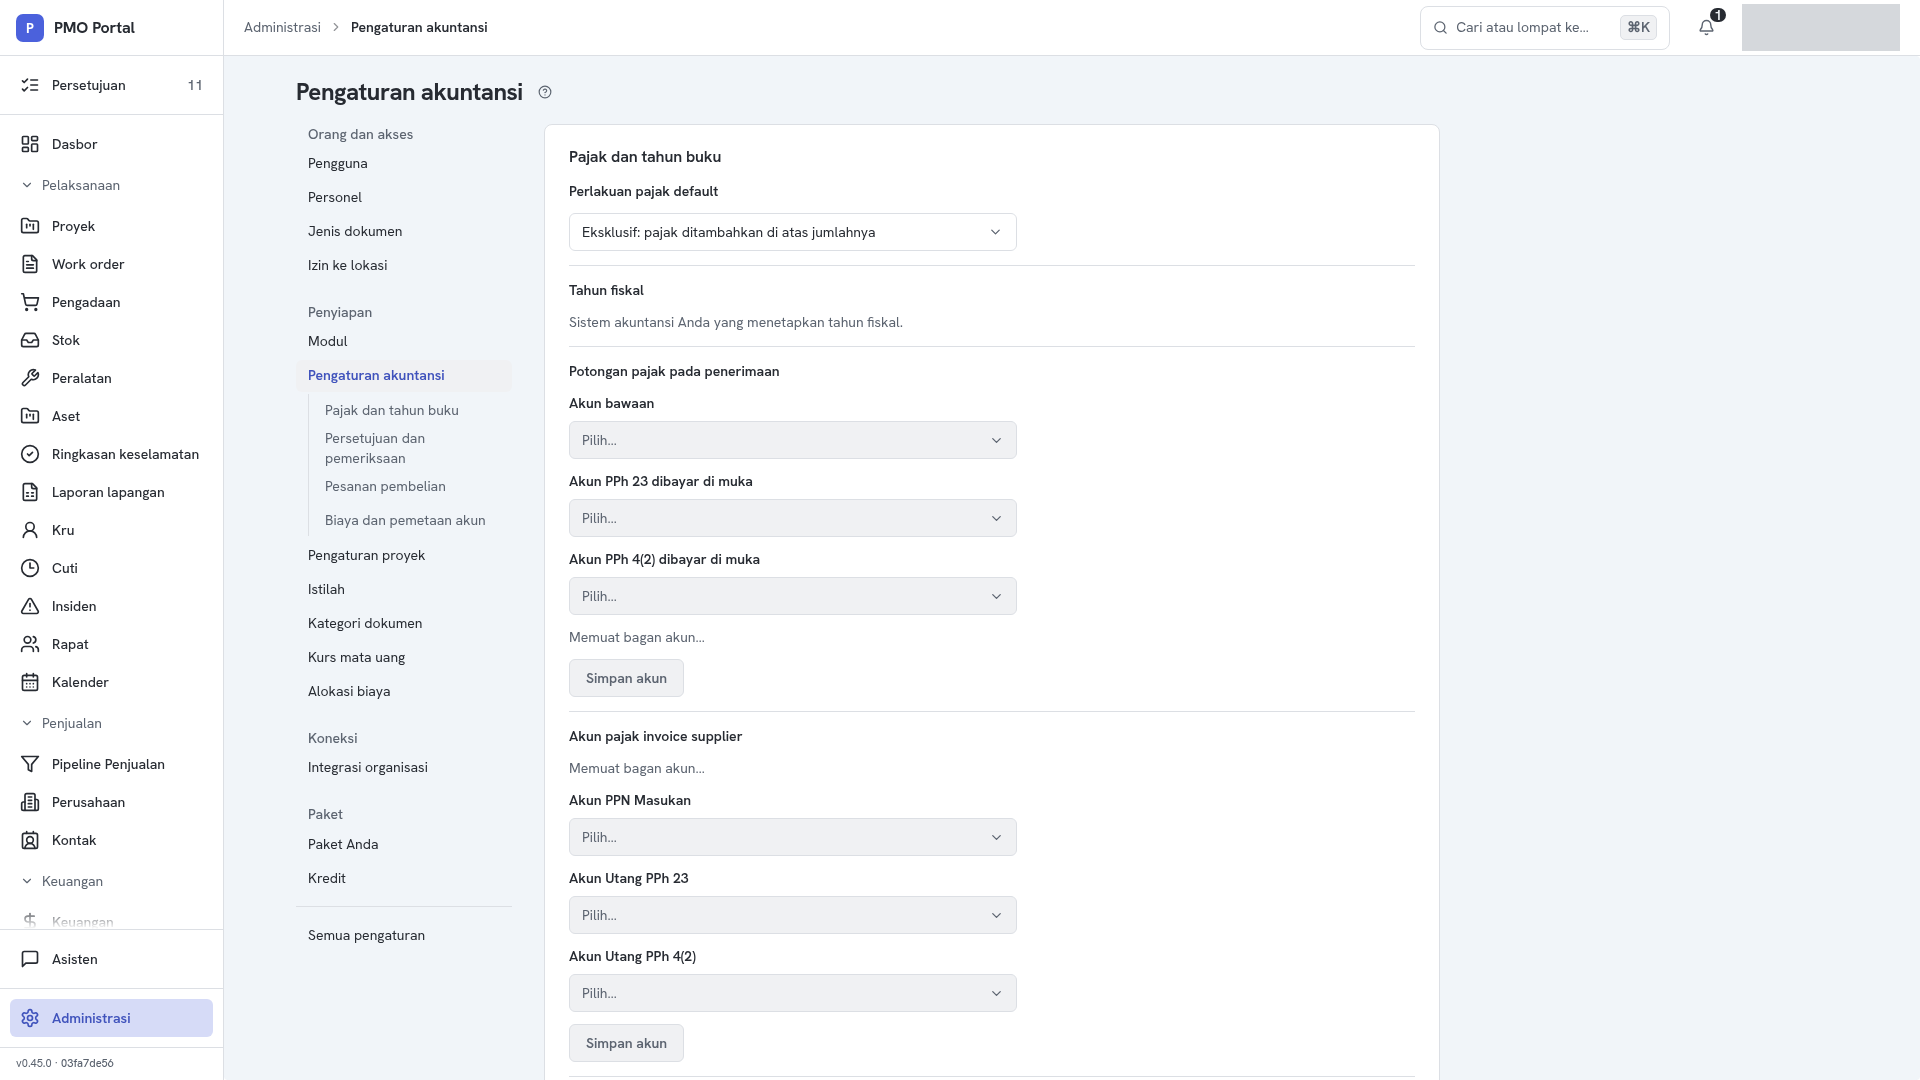 P PMO Portal
Administrasi
Pengaturan akuntansi
Cari atau lompat ke...
⌘K
1
Persetujuan
11
Dasbor
Pelaksanaan
Proyek
Work order
Pengadaan
Stok
Peralatan
Aset
Ringkasan keselamatan
Laporan lapangan
Kru
Cuti
Insiden
Rapat
Kalender
Penjualan
Pipeline Penjualan
Perusahaan
Kontak
Keuangan
Keuangan
Asisten
Administrasi
v0.45.0 · 03fa7de56
Pengaturan akuntansi
Orang dan akses
Pengguna
Personel
Jenis dokumen
Izin ke lokasi
Penyiapan
Modul
Pengaturan akuntansi
Pajak dan tahun buku
Persetujuan dan
pemeriksaan
Pesanan pembelian
Biaya dan pemetaan akun
Pengaturan proyek
Istilah
Kategori dokumen
Kurs mata uang
Alokasi biaya
Koneksi
Integrasi organisasi
Paket
Paket Anda
Kredit
Semua pengaturan
Pajak dan tahun buku
Perlakuan pajak default
Eksklusif: pajak ditambahkan di atas jumlahnya
Tahun fiskal
Sistem akuntansi Anda yang menetapkan tahun fiskal.
Potongan pajak pada penerimaan
Akun bawaan
Pilih...
Akun PPh 23 dibayar di muka
Pilih...
Akun PPh 4(2) dibayar di muka
Pilih...
Memuat bagan akun...
Simpan akun
Akun pajak invoice supplier
Memuat bagan akun...
Akun PPN Masukan
Pilih...
Akun Utang PPh 23
Pilih...
Akun Utang PPh 4(2)
Pilih...
Simpan akun